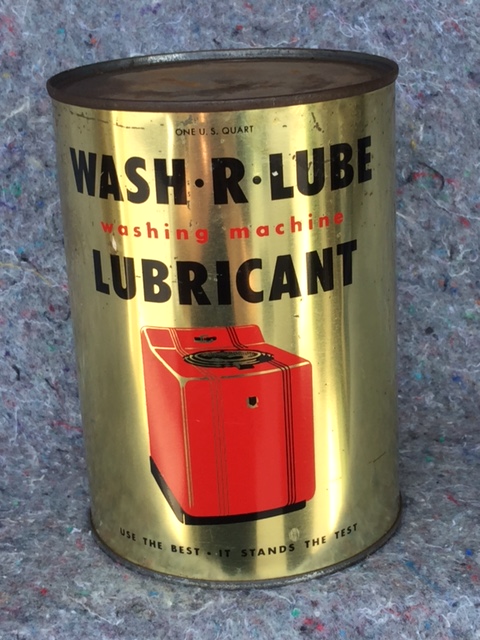 ONE U.S. QUART
WASH·R·LUBE
washing machine
LUBRICANT
USE THE BEST · IT STANDS THE TEST